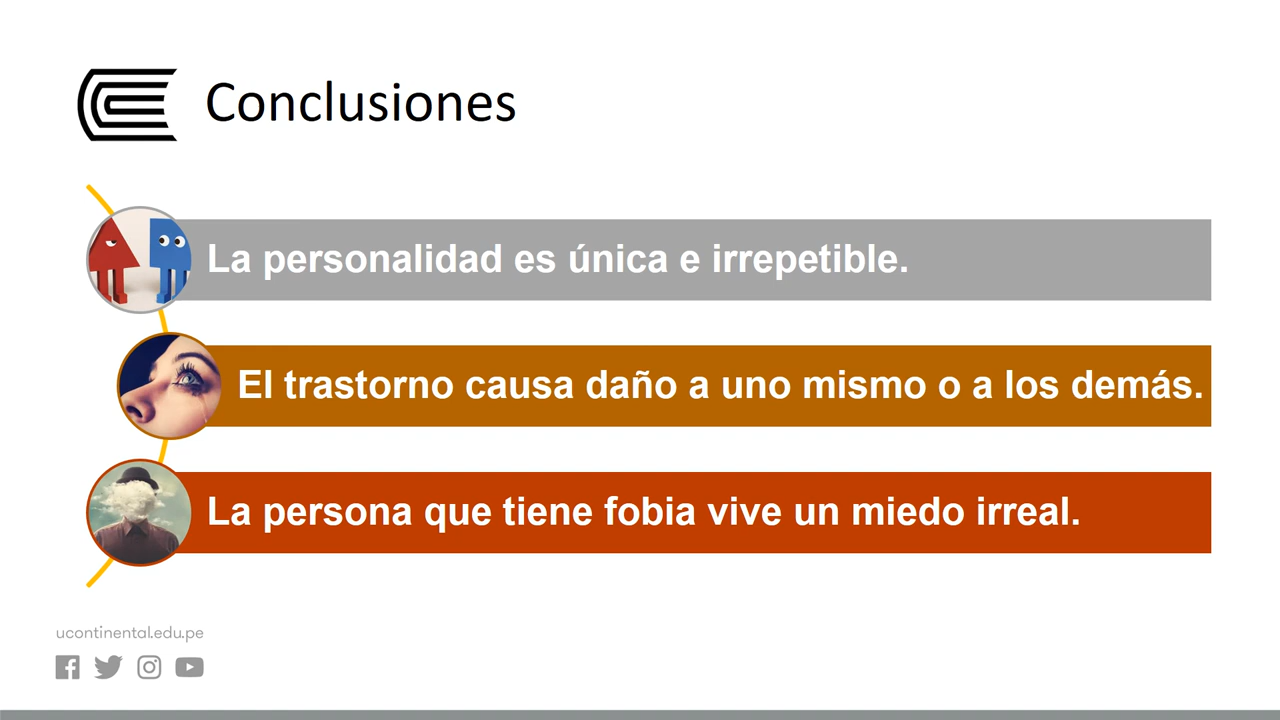 Conclusiones
La personalidad es única e irrepetible.
El trastorno causa daño a uno mismo o a los demás.
La persona que tiene fobia vive un miedo irreal.
ucontinental.edu.pe